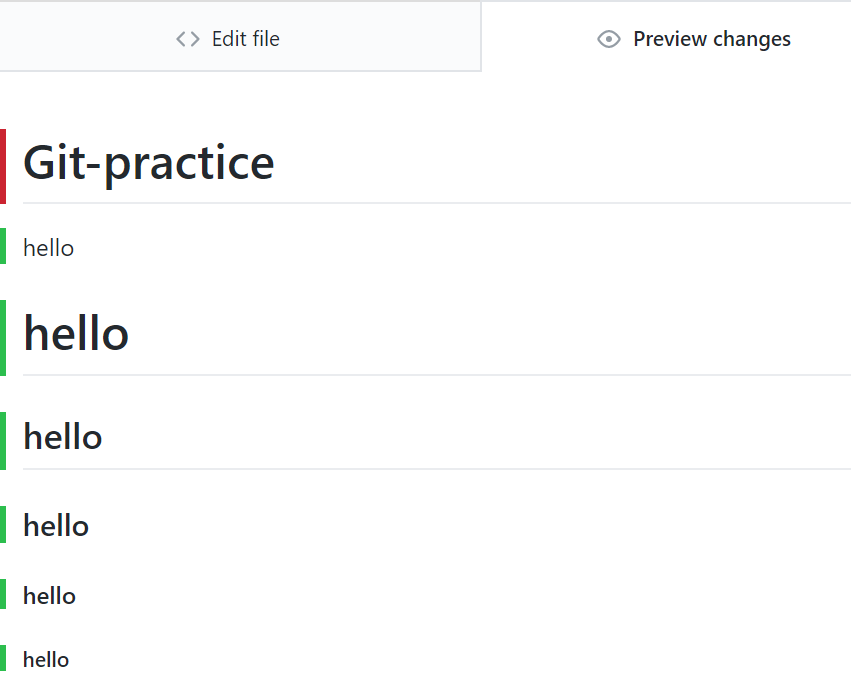 Edit file
Preview changes
Git-practice
hello
hello
hello
hello
hello
hello